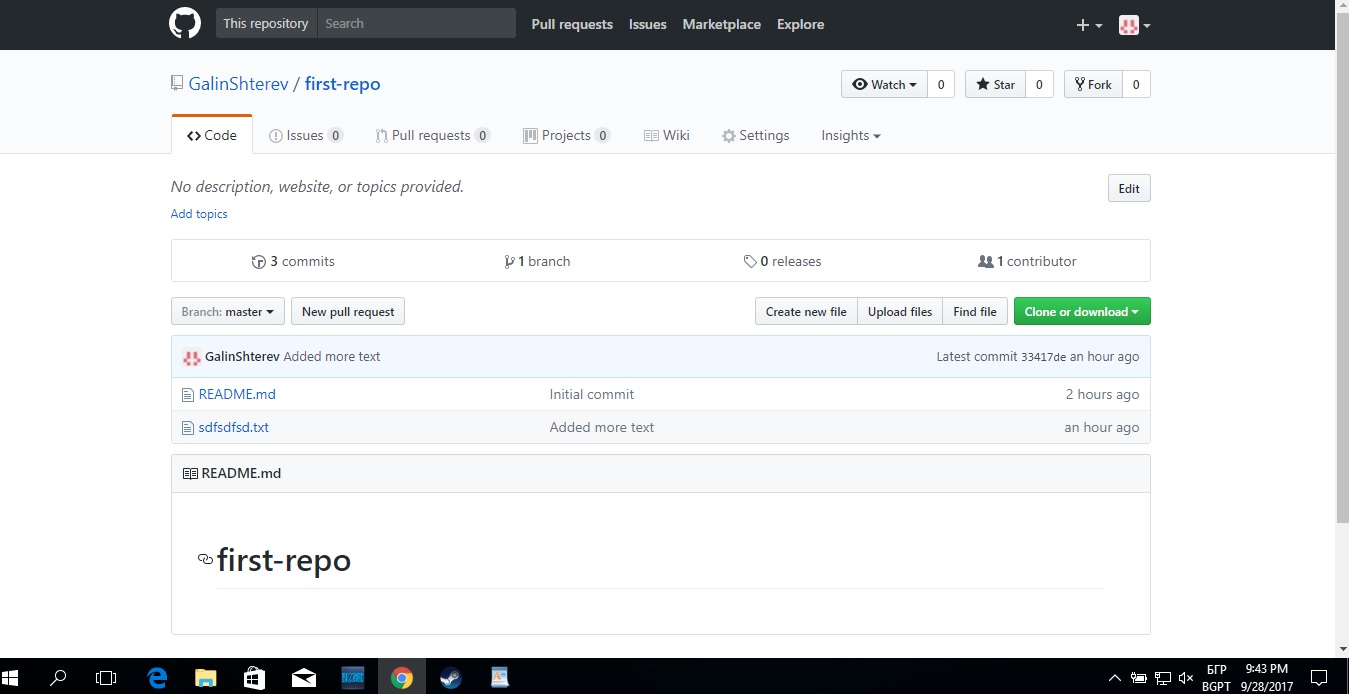 This repository Search Pull requests Issues Marketplace Explore
GalinShterev / first-repo Watch 0 Star 0 Fork 0
Code Issues 0 Pull requests 0 Projects 0 Wiki Settings Insights
No description, website, or topics provided. Edit
Add topics
3 commits 1 branch 0 releases 1 contributor
Branch: master New pull request Create new file Upload files Find file Clone or download
GalinShterev Added more text Latest commit 33417de an hour ago
README.md Initial commit 2 hours ago
sdfsdfsd.txt Added more text an hour ago
README.md
first-repo
БГР 9:43 PM
BGPT 9/28/2017